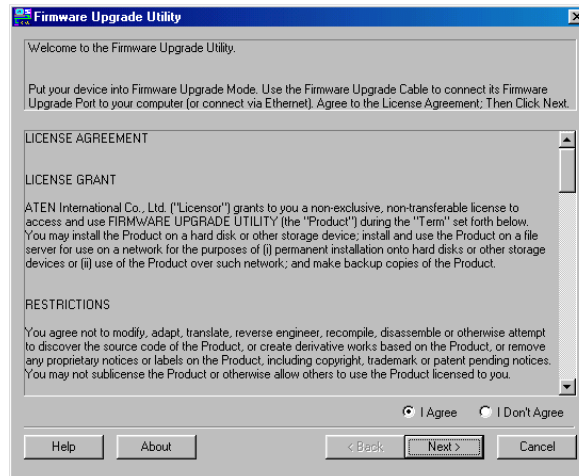 Firmware Upgrade Utility
Welcome to the Firmware Upgrade Utility.
Put your device into Firmware Upgrade Mode. Use the Firmware Upgrade Cable to connect its Firmware
Upgrade Port to your computer (or connect via Ethernet). Agree to the License Agreement; Then Click Next.
LICENSE AGREEMENT
LICENSE GRANT
ATEN International Co., Ltd. ("Licensor") grants to you a non-exclusive, non-transferable license to
access and use FIRMWARE UPGRADE UTILITY (the "Product") during the "Term" set forth below.
You may install the Product on a hard disk or other storage device; install and use the Product on a file
server for use on a network for the purposes of (i) permanent installation onto hard disks or other storage
devices or (ii) use of the Product over such network; and make backup copies of the Product.
RESTRICTIONS
You agree not to modify, adapt, translate, reverse engineer, recompile, disassemble or otherwise attempt
to discover the source code of the Product, or create derivative works based on the Product, or remove
any proprietary notices or labels on the Product, including copyright, trademark or patent pending notices.
You may not sublicense the Product or otherwise allow others to use the Product licensed to you.
I Agree I Don't Agree
Help About < Back Next > Cancel